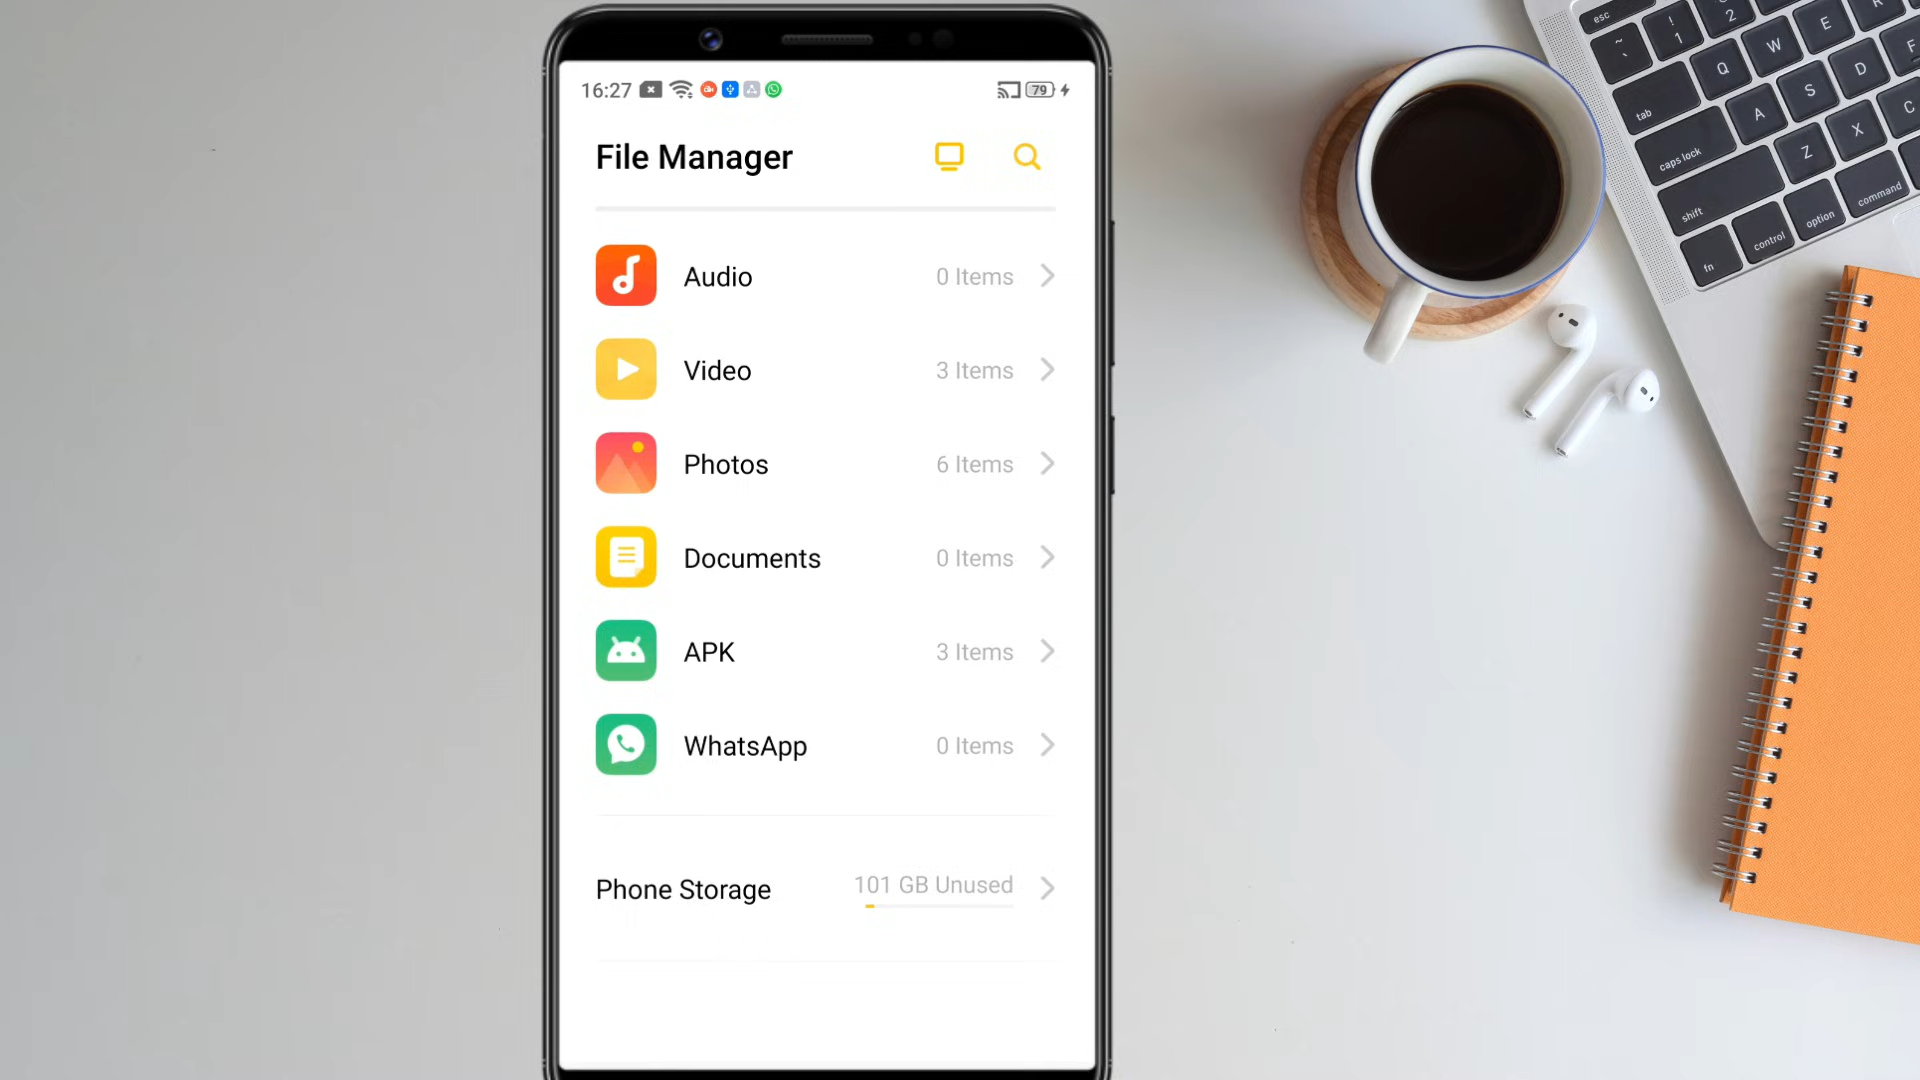 16:27
79
File Manager
Audio 0 Items
Video 3 Items
Photos 6 Items
Documents 0 Items
APK 3 Items
WhatsApp 0 Items
Phone Storage 101 GB Unused
esc
~ `
! 1
2
Q W E R
tab
A S D F
caps lock
Z X C
shift
fn control option command